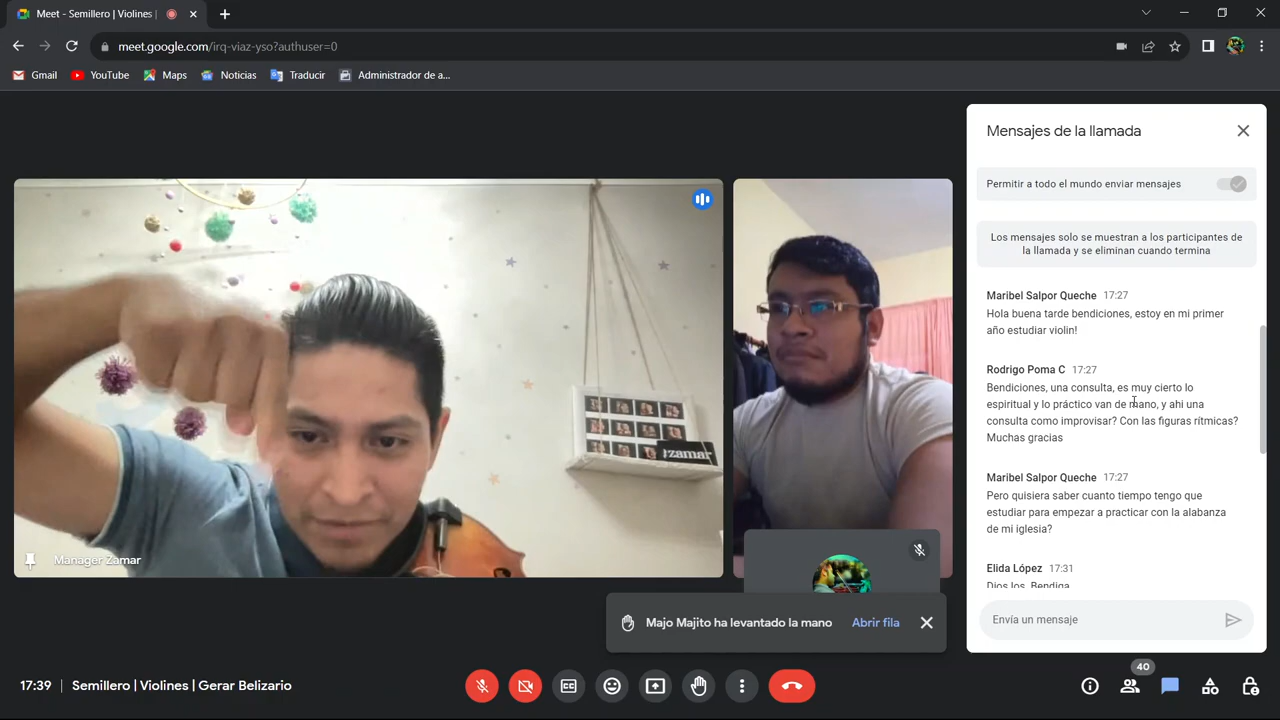 Meet - Semillero | Violines |
meet.google.com/irq-viaz-yso?authuser=0
Gmail
YouTube
Maps
Noticias
Traducir
Administrador de a...
zamar
Manager Zamar
Majo Majito ha levantado la mano
Abrir fila
Mensajes de la llamada
Permitir a todo el mundo enviar mensajes
Los mensajes solo se muestran a los participantes de
la llamada y se eliminan cuando termina
Maribel Salpor Queche 17:27
Hola buena tarde bendiciones, estoy en mi primer
año estudiar violin!
Rodrigo Poma C 17:27
Bendiciones, una consulta, es muy cierto lo
espiritual y lo práctico van de mano, y ahi una
consulta como improvisar? Con las figuras rítmicas?
Muchas gracias
Maribel Salpor Queche 17:27
Pero quisiera saber cuanto tiempo tengo que
estudiar para empezar a practicar con la alabanza
de mi iglesia?
Elida López 17:31
Dios los. Bendiga
Envía un mensaje
17:39 | Semillero | Violines | Gerar Belizario
40